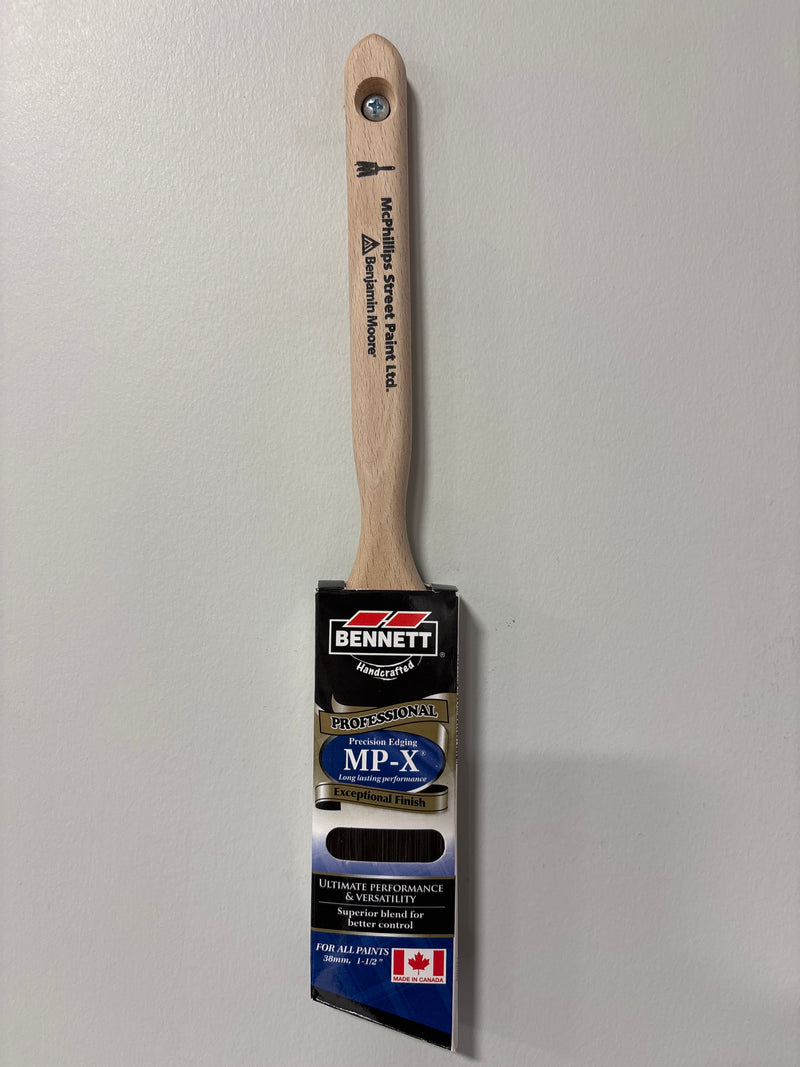 McPhillips Street Paint Ltd.
Benjamin Moore®
BENNETT®
Handcrafted
PROFESSIONAL
Precision Edging
MP-X®
Long lasting performance
Exceptional Finish
ULTIMATE PERFORMANCE
& VERSATILITY
Superior blend for
better control
FOR ALL PAINTS
38mm, 1-1/2"
MADE IN CANADA